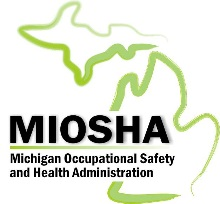 MIOSHA
Michigan Occupational Safety
and Health Administration